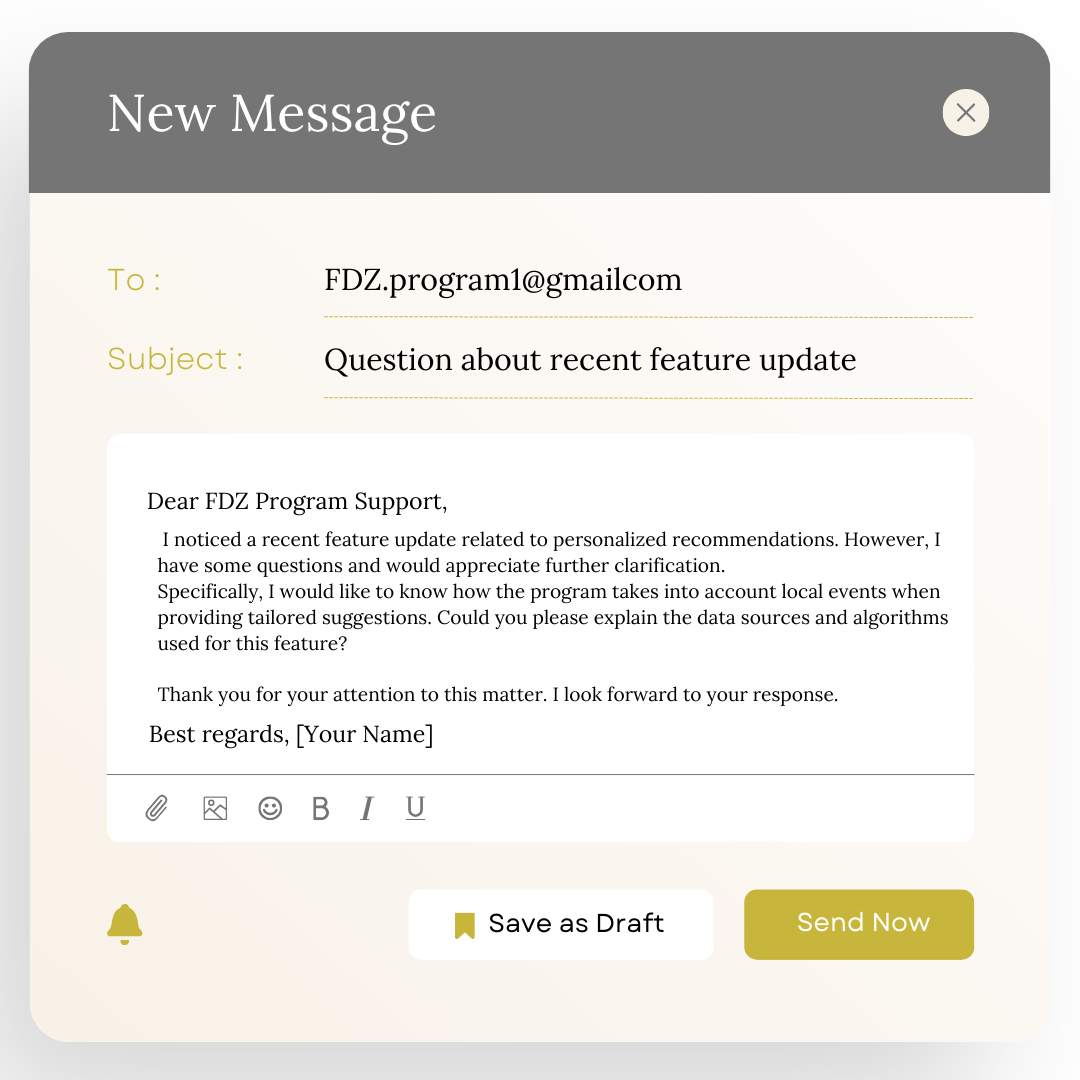 New Message
To :
FDZ.program1@gmailcom
Subject :
Question about recent feature update
Dear FDZ Program Support,
I noticed a recent feature update related to personalized recommendations. However, I
have some questions and would appreciate further clarification.
Specifically, I would like to know how the program takes into account local events when
providing tailored suggestions. Could you please explain the data sources and algorithms
used for this feature?
Thank you for your attention to this matter. I look forward to your response.
Best regards, [Your Name]
B I U
Save as Draft
Send Now